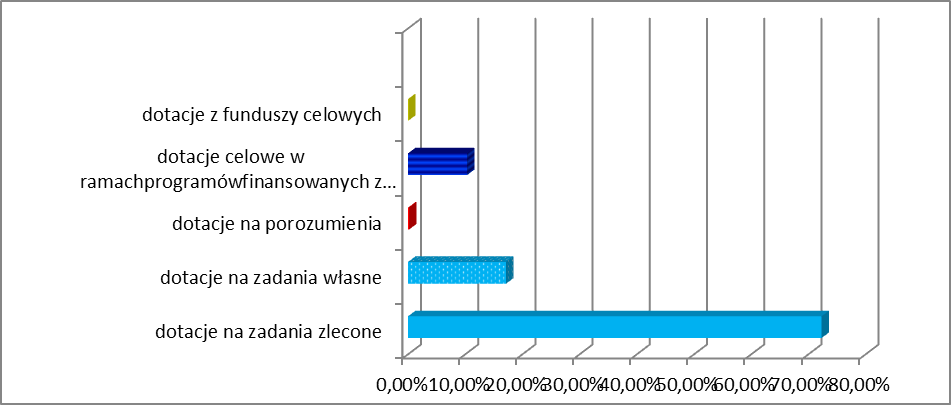 dotacje z funduszy celowych
dotacje celowe w
ramachprogramówfinansowanych z...
dotacje na porozumienia
dotacje na zadania własne
dotacje na zadania zlecone
0,00% 10,00% 20,00% 30,00% 40,00% 50,00% 60,00% 70,00% 80,00%